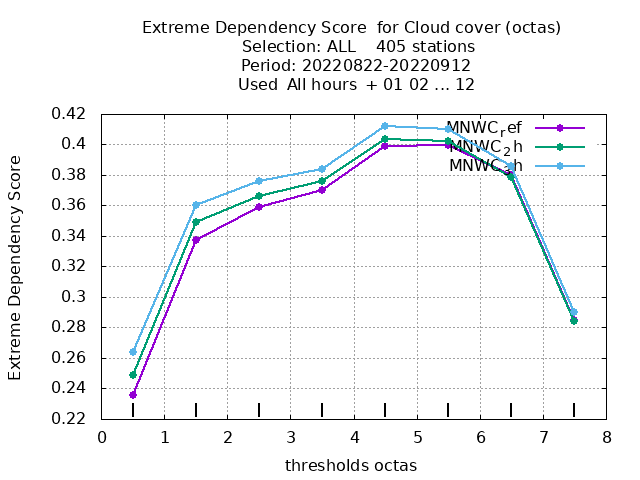 Extreme Dependency Score for Cloud cover (octas)
Selection: ALL 405 stations
Period: 20220822-20220912
Used All hours + 01 02 ... 12
0.42
0.4
0.38
0.36
0.34
0.32
0.3
0.28
0.26
0.24
0.22
Extreme Dependency Score
MNWC_ref
MNWC_2h
MNWC_3h
0 1 2 3 4 5 6 7 8
thresholds octas